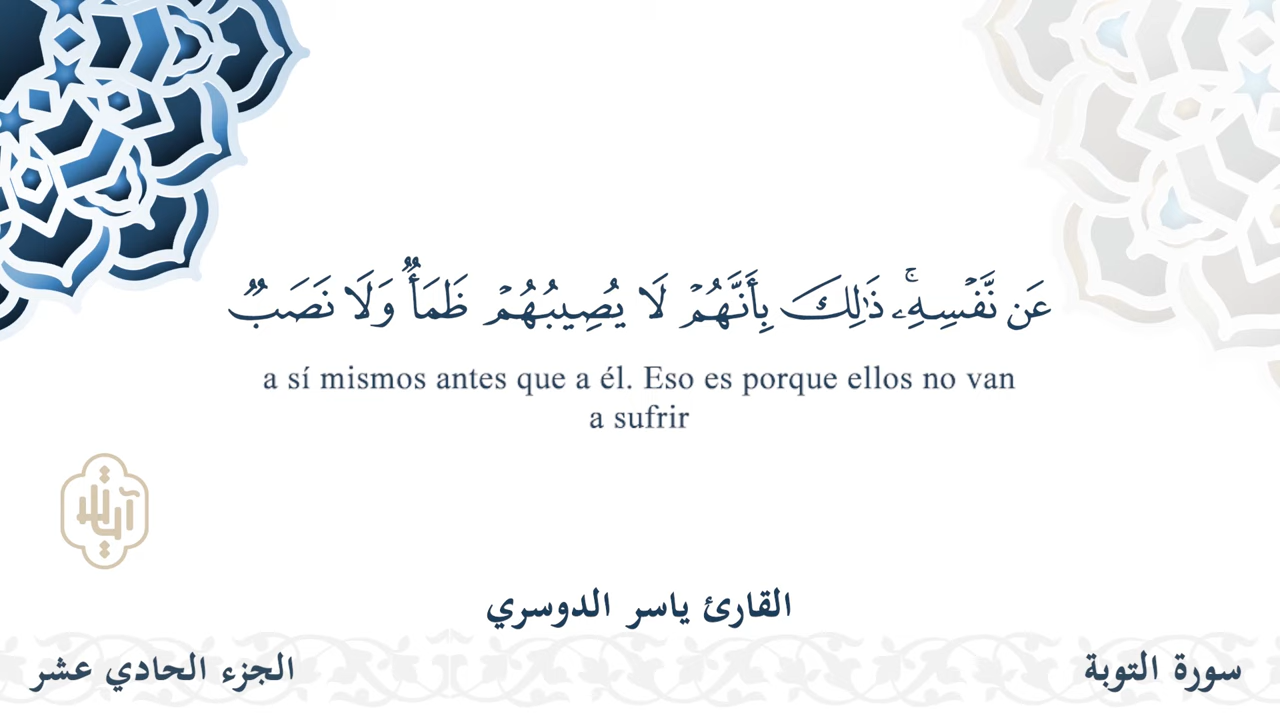 عَن نَّفْسِهِۦۚ ذَٰلِكَ بِأَنَّهُمْ لَا يُصِيبُهُمْ ظَمَأٌ وَلَا نَصَبٌ
a sí mismos antes que a él. Eso es porque ellos no van
a sufrir
القارئ ياسر الدوسري
الجزء الحادي عشر
سورة التوبة